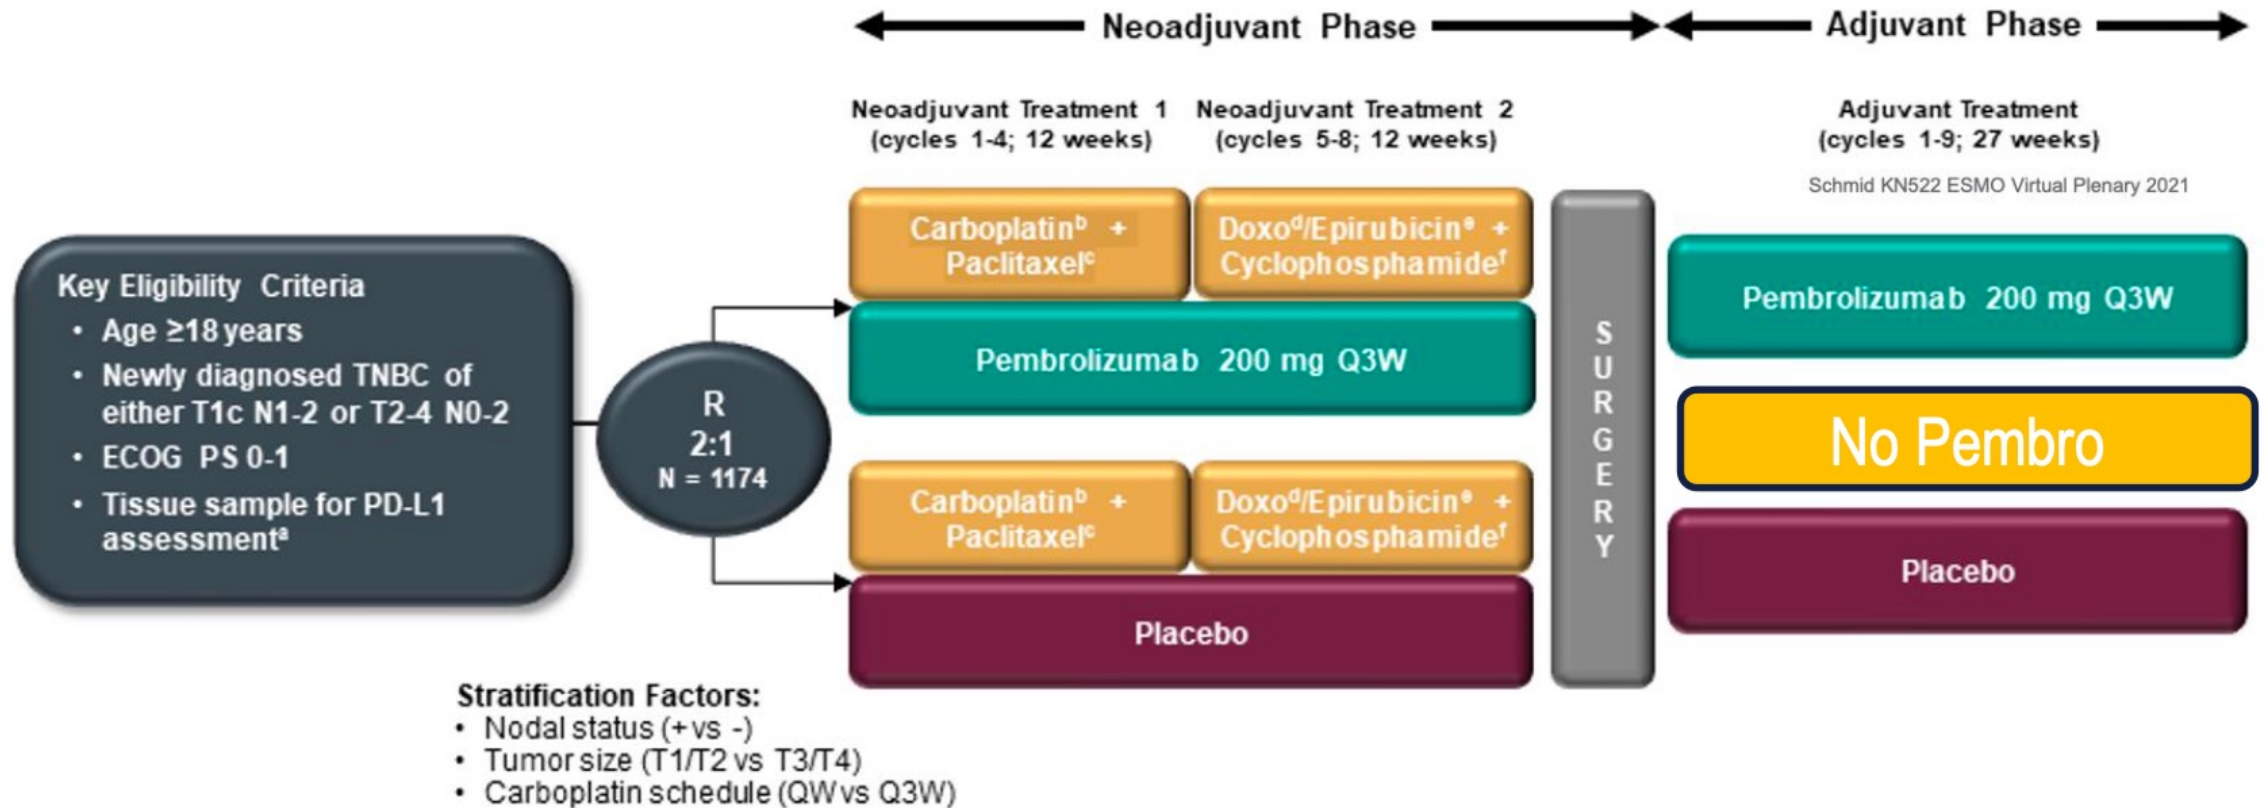 Neoadjuvant Phase
Adjuvant Phase
Neoadjuvant Treatment 1
(cycles 1-4; 12 weeks)
Neoadjuvant Treatment 2
(cycles 5-8; 12 weeks)
Adjuvant Treatment
(cycles 1-9; 27 weeks)
Schmid KN522 ESMO Virtual Plenary 2021
Key Eligibility Criteria
• Age ≥18 years
• Newly diagnosed TNBC of
either T1c N1-2 or T2-4 N0-2
• ECOG PS 0-1
• Tissue sample for PD-L1
assessmentᵃ
R
2:1
N = 1174
Carboplatinᵇ +
Paclitaxelᶜ
Doxoᵈ/Epirubicinᵉ +
Cyclophosphamideᶠ
Pembrolizumab 200 mg Q3W
Carboplatinᵇ +
Paclitaxelᶜ
Doxoᵈ/Epirubicinᵉ +
Cyclophosphamideᶠ
Placebo
SURGERY
Pembrolizumab 200 mg Q3W
No Pembro
Placebo
Stratification Factors:
• Nodal status (+ vs -)
• Tumor size (T1/T2 vs T3/T4)
• Carboplatin schedule (QW vs Q3W)